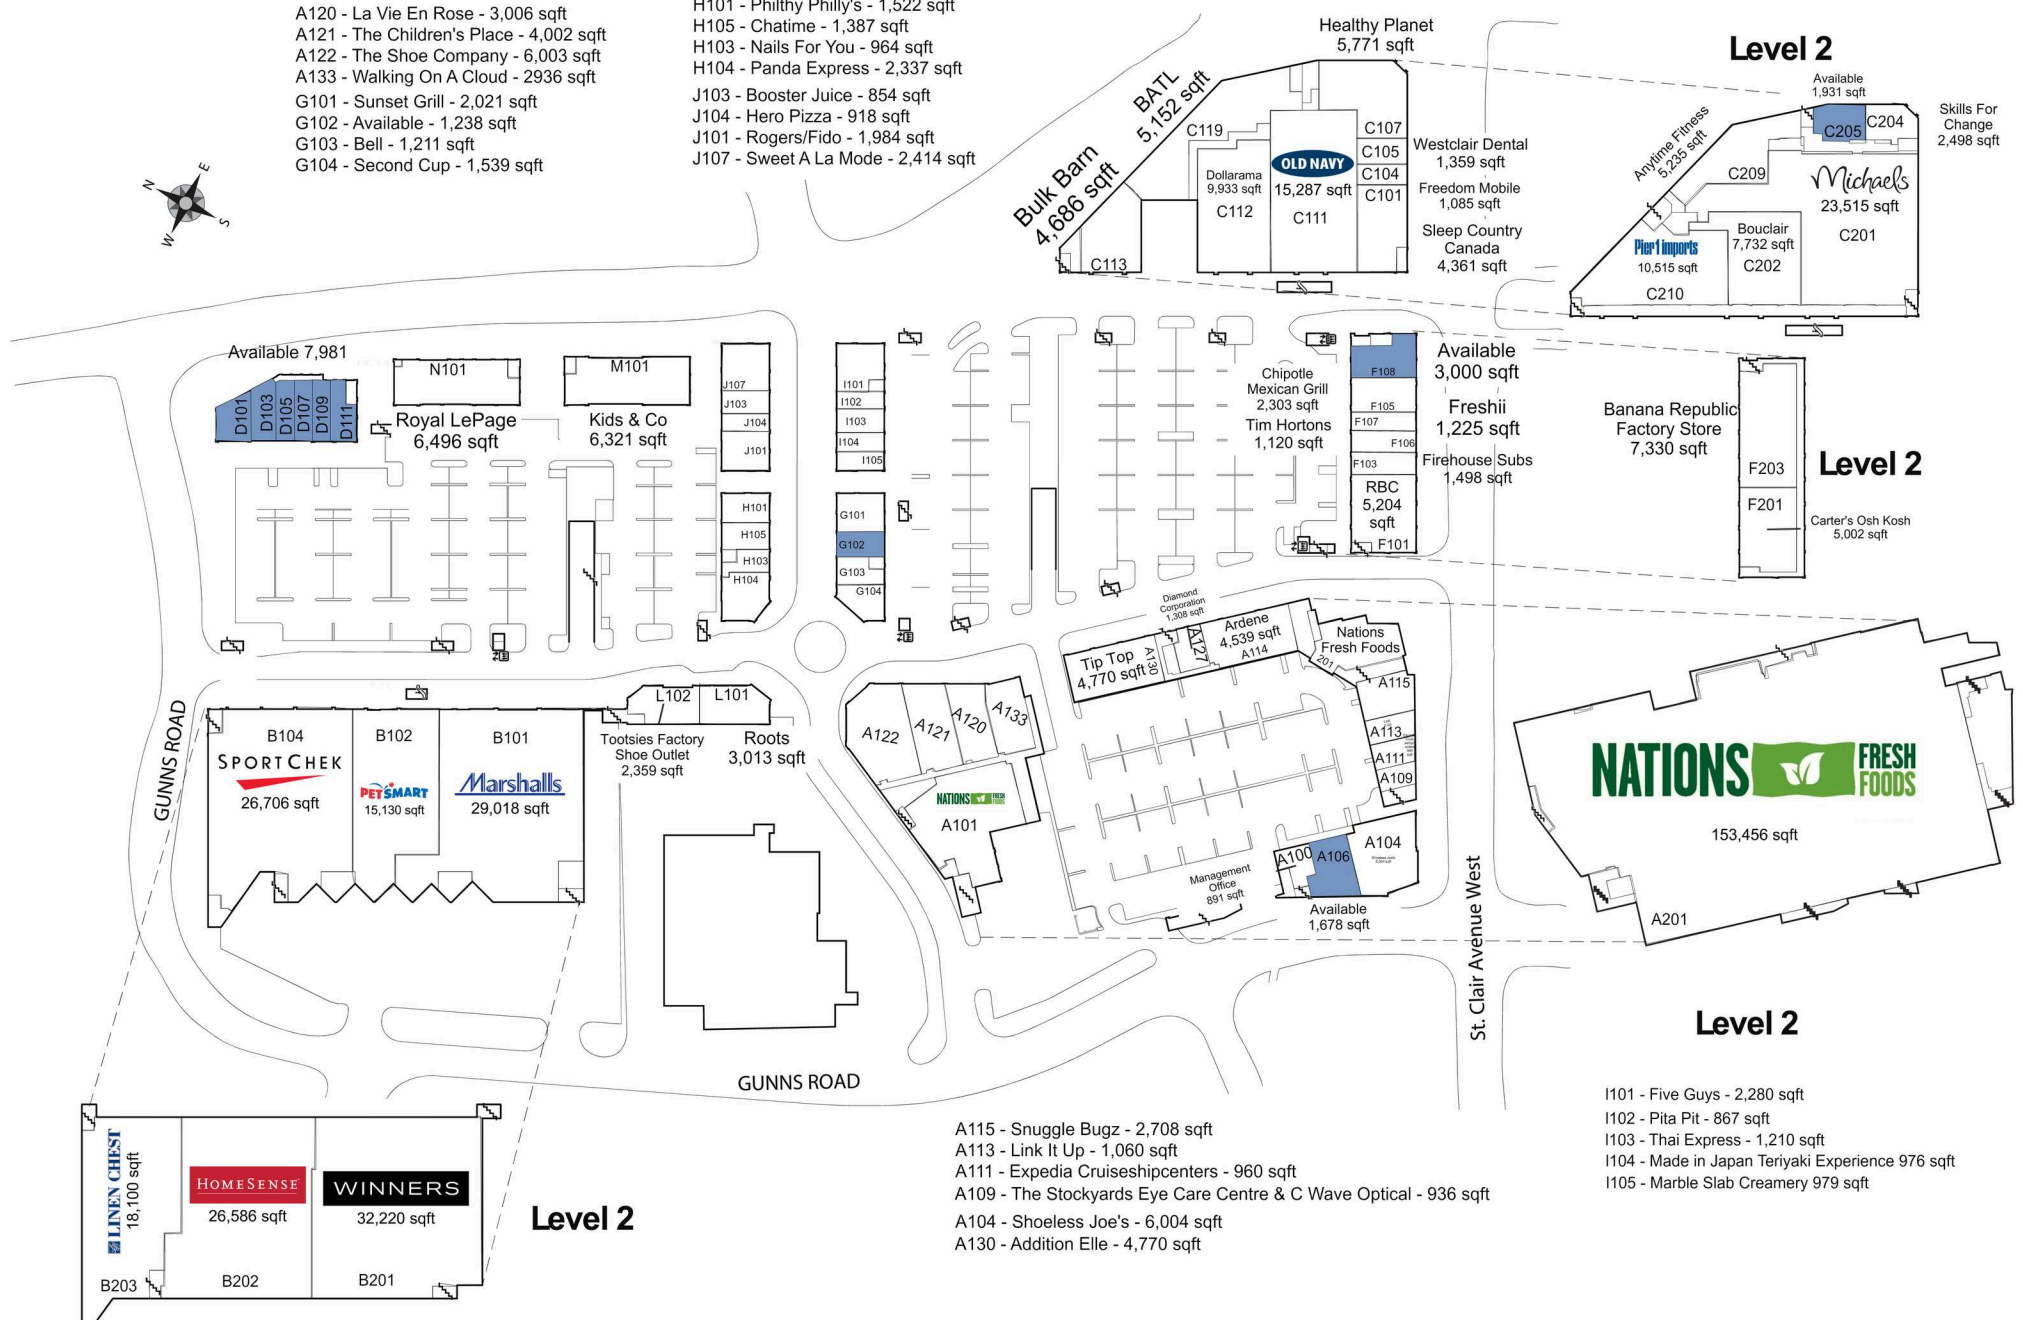 A120 - La Vie En Rose - 3,006 sqft
A121 - The Children's Place - 4,002 sqft
A122 - The Shoe Company - 6,003 sqft
A133 - Walking On A Cloud - 2936 sqft
G101 - Sunset Grill - 2,021 sqft
G102 - Available - 1,238 sqft
G103 - Bell - 1,211 sqft
G104 - Second Cup - 1,539 sqft
H101 - Philthy Philly's - 1,522 sqft
H105 - Chatime - 1,387 sqft
H103 - Nails For You - 964 sqft
H104 - Panda Express - 2,337 sqft
J103 - Booster Juice - 854 sqft
J104 - Hero Pizza - 918 sqft
J101 - Rogers/Fido - 1,984 sqft
J107 - Sweet A La Mode - 2,414 sqft
N
E
S
W
Healthy Planet
5,771 sqft
BATL
5,152 sqft
Bulk Barn
4,686 sqft
C119
Dollarama
9,933 sqft
C112
OLD NAVY
15,287 sqft
C111
C107
C105
C104
C101
C113
Westclair Dental
1,359 sqft
Freedom Mobile
1,085 sqft
Sleep Country
Canada
4,361 sqft
Level 2
Available
1,931 sqft
C205
C204
Skills For
Change
2,498 sqft
Anytime Fitness
5,235 sqft
C209
Michaels
23,515 sqft
C201
Bouclair
7,732 sqft
C202
Pier 1 imports
10,515 sqft
C210
Available 7,981
D101
D103
D105
D107
D109
D111
N101
Royal LePage
6,496 sqft
M101
Kids & Co
6,321 sqft
J107
J103
J104
J101
I101
I102
I103
I104
I105
H101
H105
H103
H104
G101
G102
G103
G104
Chipotle
Mexican Grill
2,303 sqft
Tim Hortons
1,120 sqft
F108
F105
F107
F106
F103
RBC
5,204
sqft
F101
Available
3,000 sqft
Freshii
1,225 sqft
Firehouse Subs
1,498 sqft
Banana Republic
Factory Store
7,330 sqft
F203
F201
Level 2
Carter's Osh Kosh
5,002 sqft
Diamond
Corporation
1,308 sqft
Tip Top
4,770 sqft
A130
A127
Ardene
4,539 sqft
A114
Nations
Fresh Foods
201
A115
A113
A111
A109
A104
A100
A106
Management
Office
891 sqft
Available
1,678 sqft
A122
A121
A120
A133
NATIONS FRESH FOODS
A101
NATIONS FRESH
FOODS
153,456 sqft
A201
Level 2
GUNNS ROAD
B104
SPORT CHEK
26,706 sqft
B102
PETSMART
15,130 sqft
B101
Marshalls
29,018 sqft
L102
L101
Tootsies Factory
Shoe Outlet
2,359 sqft
Roots
3,013 sqft
St. Clair Avenue West
GUNNS ROAD
LINEN CHEST
18,100 sqft
B203
HOMESENSE
26,586 sqft
B202
WINNERS
32,220 sqft
B201
Level 2
A115 - Snuggle Bugz - 2,708 sqft
A113 - Link It Up - 1,060 sqft
A111 - Expedia Cruiseshipcenters - 960 sqft
A109 - The Stockyards Eye Care Centre & C Wave Optical - 936 sqft
A104 - Shoeless Joe's - 6,004 sqft
A130 - Addition Elle - 4,770 sqft
I101 - Five Guys - 2,280 sqft
I102 - Pita Pit - 867 sqft
I103 - Thai Express - 1,210 sqft
I104 - Made in Japan Teriyaki Experience 976 sqft
I105 - Marble Slab Creamery 979 sqft